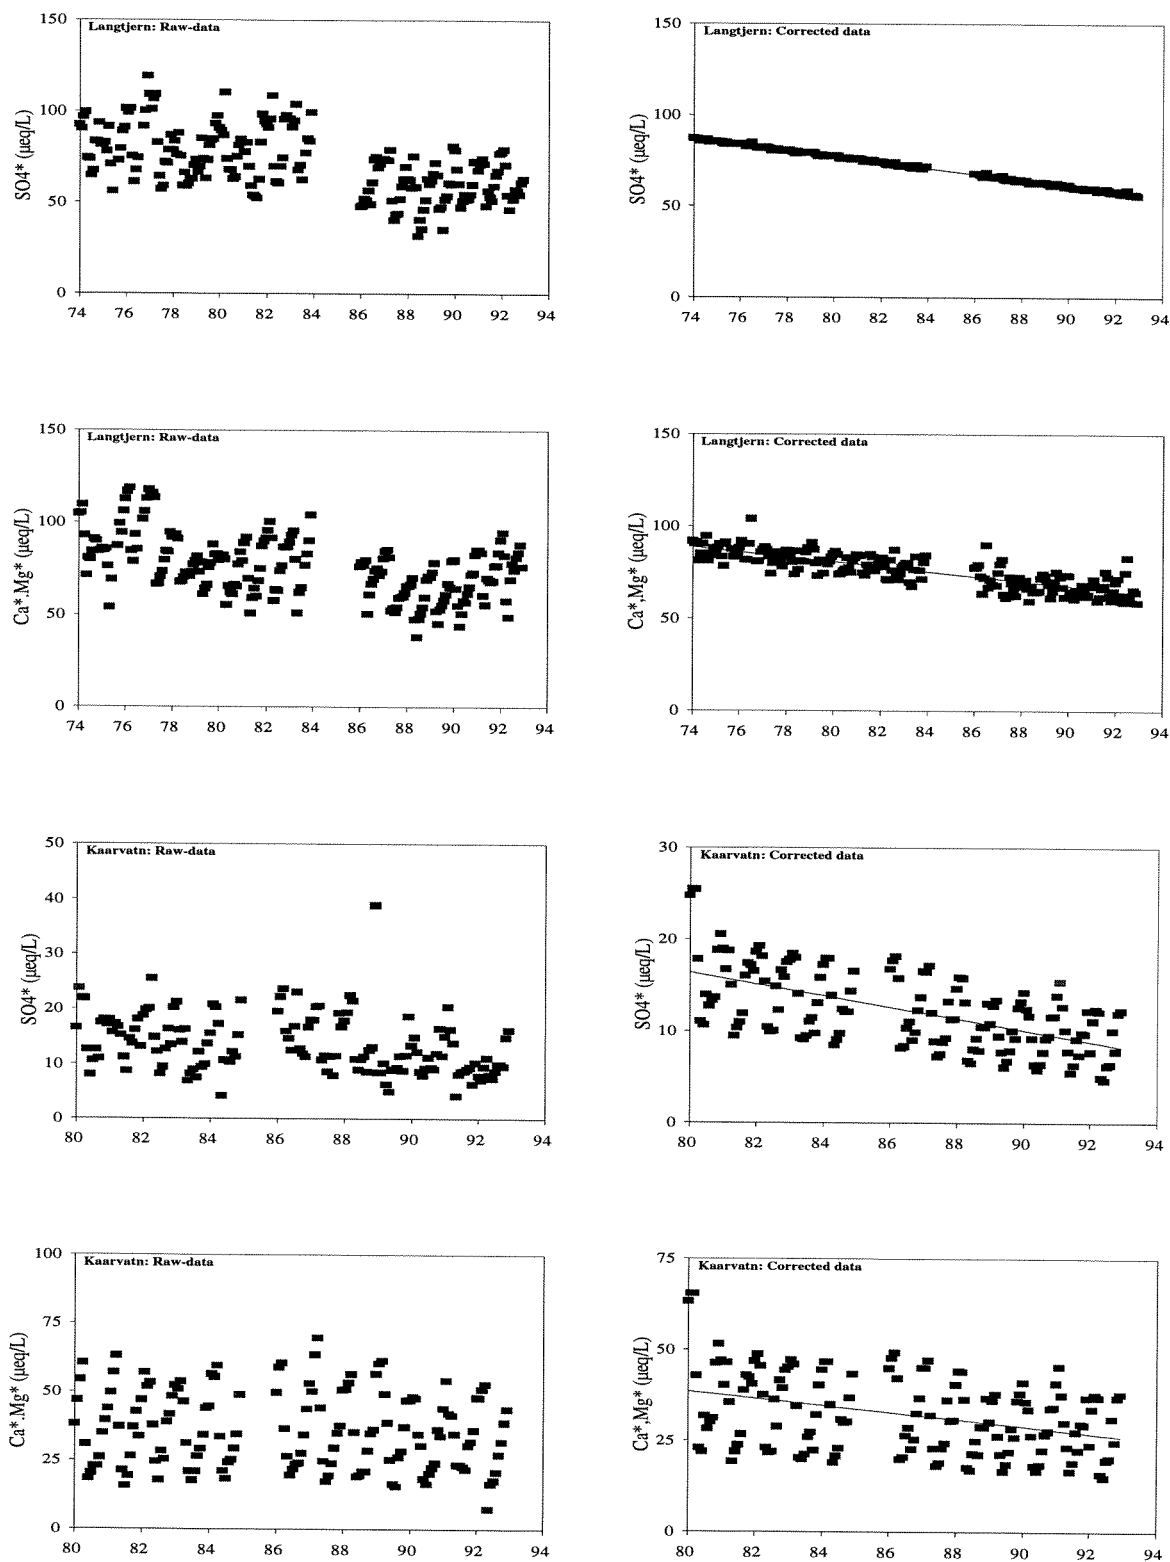 150
Langtjern: Raw-data
100
SO4* (µeq/L)
50
0
74 76 78 80 82 84 86 88 90 92 94
150
Langtjern: Corrected data
100
SO4* (µeq/L)
50
0
74 76 78 80 82 84 86 88 90 92 94
150
Langtjern: Raw-data
100
Ca*.Mg* (µeq/L)
50
0
74 76 78 80 82 84 86 88 90 92 94
150
Langtjern: Corrected data
100
Ca*,Mg* (µeq/L)
50
0
74 76 78 80 82 84 86 88 90 92 94
50
Kaarvatn: Raw-data
40
30
SO4* (µeq/L)
20
10
0
80 82 84 86 88 90 92 94
30
Kaarvatn: Corrected data
20
SO4* (µeq/L)
10
0
80 82 84 86 88 90 92 94
100
Kaarvatn: Raw-data
75
Ca*.Mg* (µeq/L)
50
25
0
80 82 84 86 88 90 92 94
75
Kaarvatn: Corrected data
50
Ca*,Mg* (µeq/L)
25
0
80 82 84 86 88 90 92 94